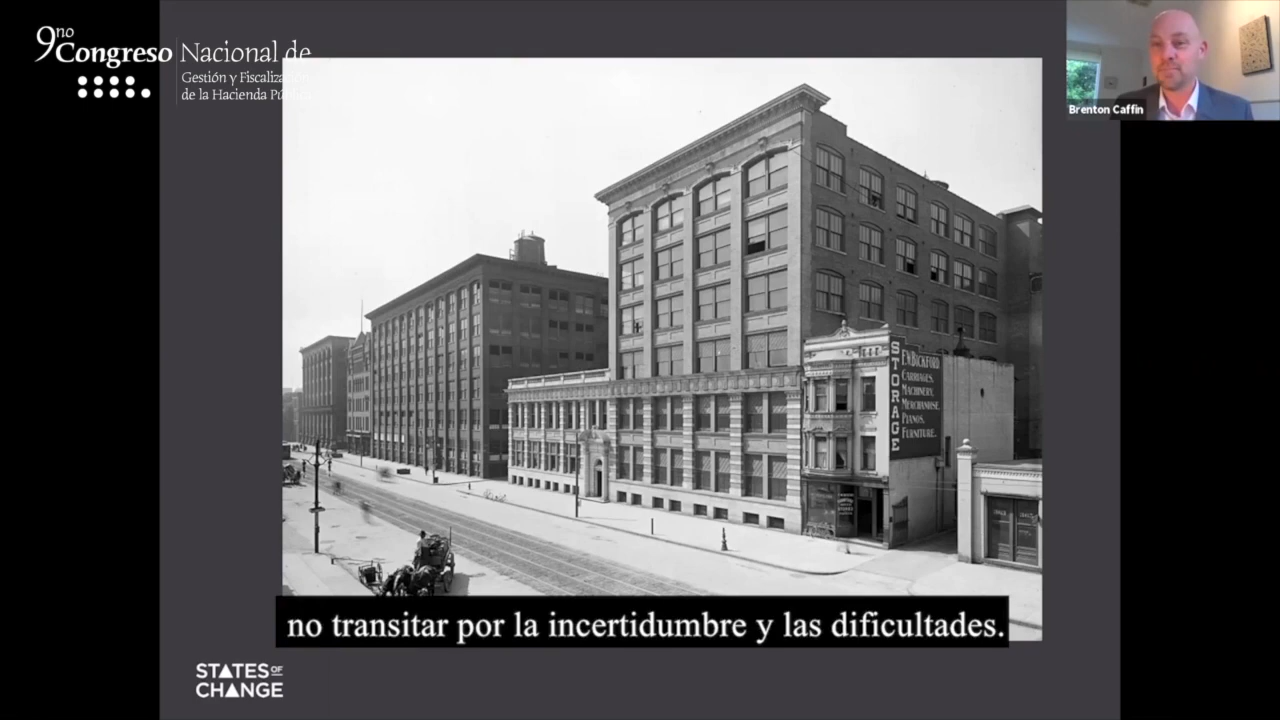 9no Congreso Nacional de
Gestión y Fiscalización
de la Hacienda Pú
Brenton Caffin
STORAGE
F.W. BICKFORD
CARRIAGES,
MACHINERY,
MERCHANDISE,
PIANOS,
FURNITURE.
no transitar por la incertidumbre y las dificultades.
STATES OF
CHANGE